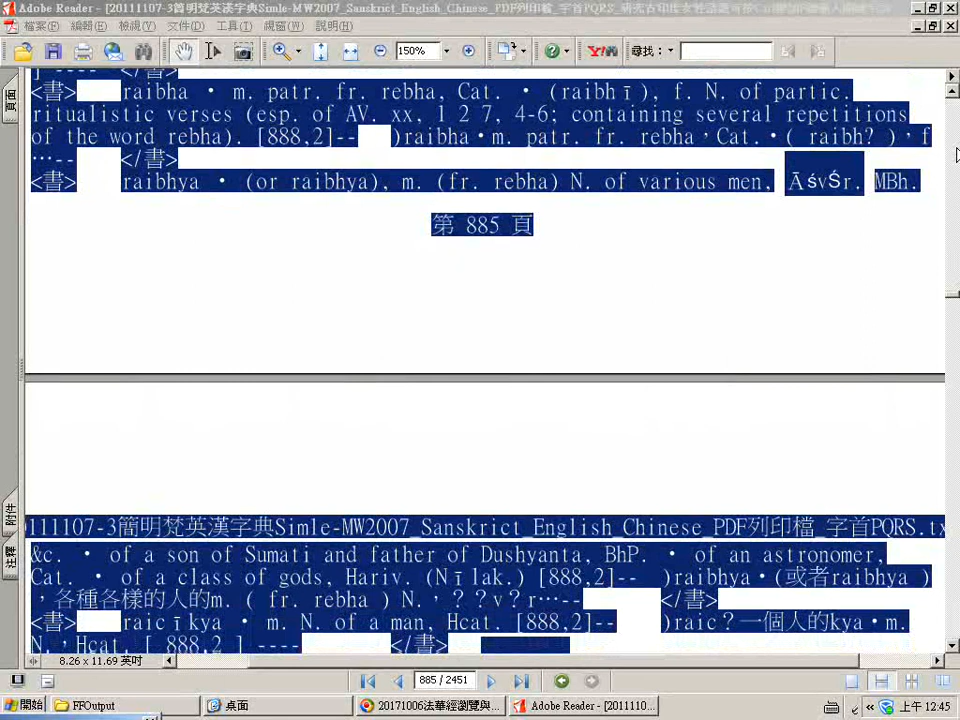 Adobe Reader - [20111107-3簡明梵英漢字典Simle-MW2007_Sanskrict_English_Chinese_PDF列印檔_字首PQRS_
檔案(F) 編輯(E) 檢視(V) 文件(D) 工具(T) 視窗(W) 說明(H)
150% 尋找:
頁面
附件
注釋
]---- </書>
<書> raibha • m. patr. fr. rebha, Cat. • (raibhī), f. N. of partic.
ritualistic verses (esp. of AV. xx, 1 2 7, 4-6; containing several repetitions
of the word rebha). [888,2]-- )raibha•m. patr. fr. rebha，Cat.•( raibh? )，f
…-- </書>
<書> raibhya • (or raibhya), m. (fr. rebha) N. of various men, ĀśvŚr. MBh.
第 885 頁
111107-3簡明梵英漢字典Simle-MW2007_Sanskrict_English_Chinese_PDF列印檔_字首PQRS.tx
&c. • of a son of Sumati and father of Dushyanta, BhP. • of an astronomer,
Cat. • of a class of gods, Hariv. (Nīlak.) [888,2]-- )raibhya•(或者raibhya )
，各種各樣的人的m. ( fr. rebha ) N.，？？v？r…-- </書>
<書> raicīkya • m. N. of a man, Hcat. [888,2]-- )raic？一個人的kya•m.
N.，Hcat. [ 888,2 ] ---- </書>
8.26 x 11.69 英吋
885 / 2451
開始 FFOutput 桌面 20171006法華經瀏覽與... Adobe Reader - [2011110... 上午 12:45